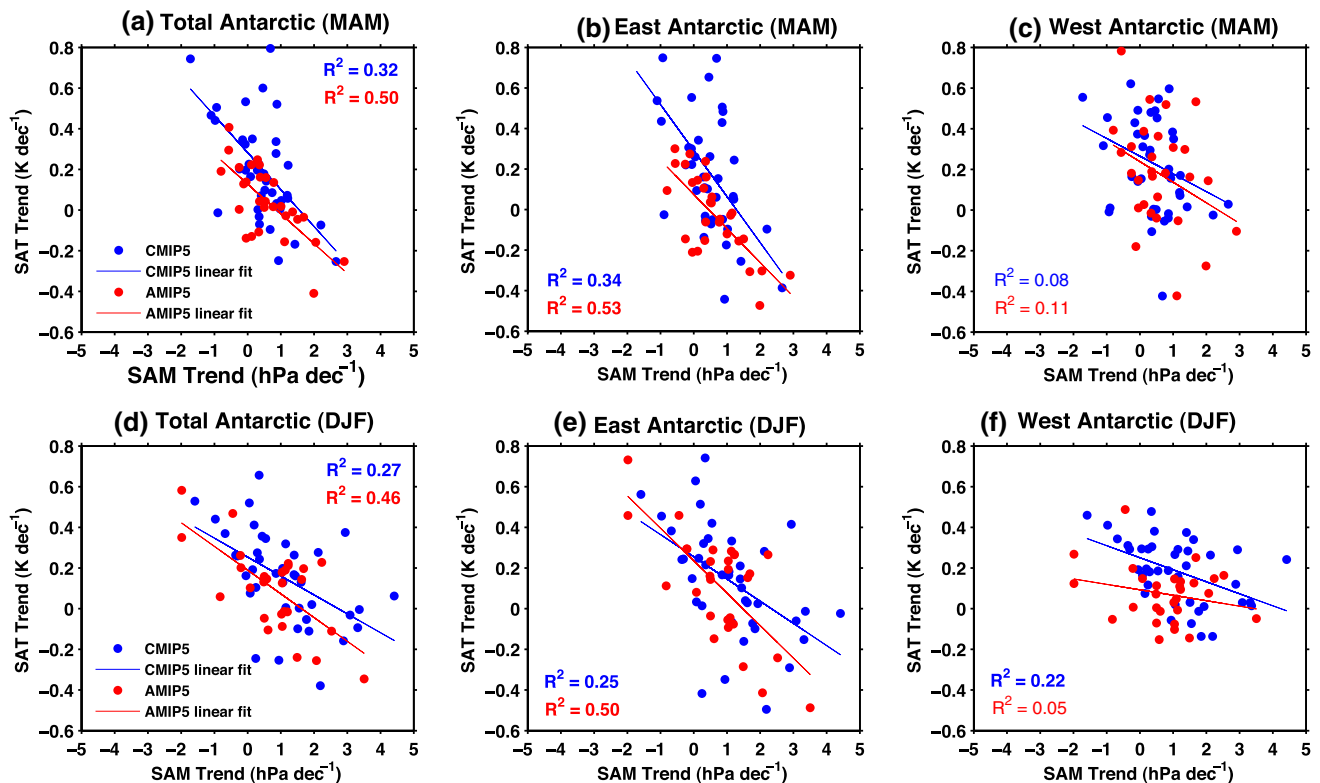 (a) Total Antarctic (MAM)
SAT Trend (K dec⁻¹)
0.8
0.6
0.4
0.2
0
−0.2
−0.4
−0.6
R² = 0.32
R² = 0.50
CMIP5
CMIP5 linear fit
AMIP5
AMIP5 linear fit
−5 −4 −3 −2 −1 0 1 2 3 4 5
SAM Trend (hPa dec⁻¹)
(b) East Antarctic (MAM)
SAT Trend (K dec⁻¹)
0.8
0.6
0.4
0.2
0
−0.2
−0.4
−0.6
R² = 0.34
R² = 0.53
−5 −4 −3 −2 −1 0 1 2 3 4 5
SAM Trend (hPa dec⁻¹)
(c) West Antarctic (MAM)
SAT Trend (K dec⁻¹)
0.8
0.6
0.4
0.2
0
−0.2
−0.4
−0.6
R² = 0.08
R² = 0.11
−5 −4 −3 −2 −1 0 1 2 3 4 5
SAM Trend (hPa dec⁻¹)
(d) Total Antarctic (DJF)
SAT Trend (K dec⁻¹)
0.8
0.6
0.4
0.2
0
−0.2
−0.4
−0.6
R² = 0.27
R² = 0.46
CMIP5
CMIP5 linear fit
AMIP5
AMIP5 linear fit
−5 −4 −3 −2 −1 0 1 2 3 4 5
SAM Trend (hPa dec⁻¹)
(e) East Antarctic (DJF)
SAT Trend (K dec⁻¹)
0.8
0.6
0.4
0.2
0
−0.2
−0.4
−0.6
R² = 0.25
R² = 0.50
−5 −4 −3 −2 −1 0 1 2 3 4 5
SAM Trend (hPa dec⁻¹)
(f) West Antarctic (DJF)
SAT Trend (K dec⁻¹)
0.8
0.6
0.4
0.2
0
−0.2
−0.4
−0.6
R² = 0.22
R² = 0.05
−5 −4 −3 −2 −1 0 1 2 3 4 5
SAM Trend (hPa dec⁻¹)